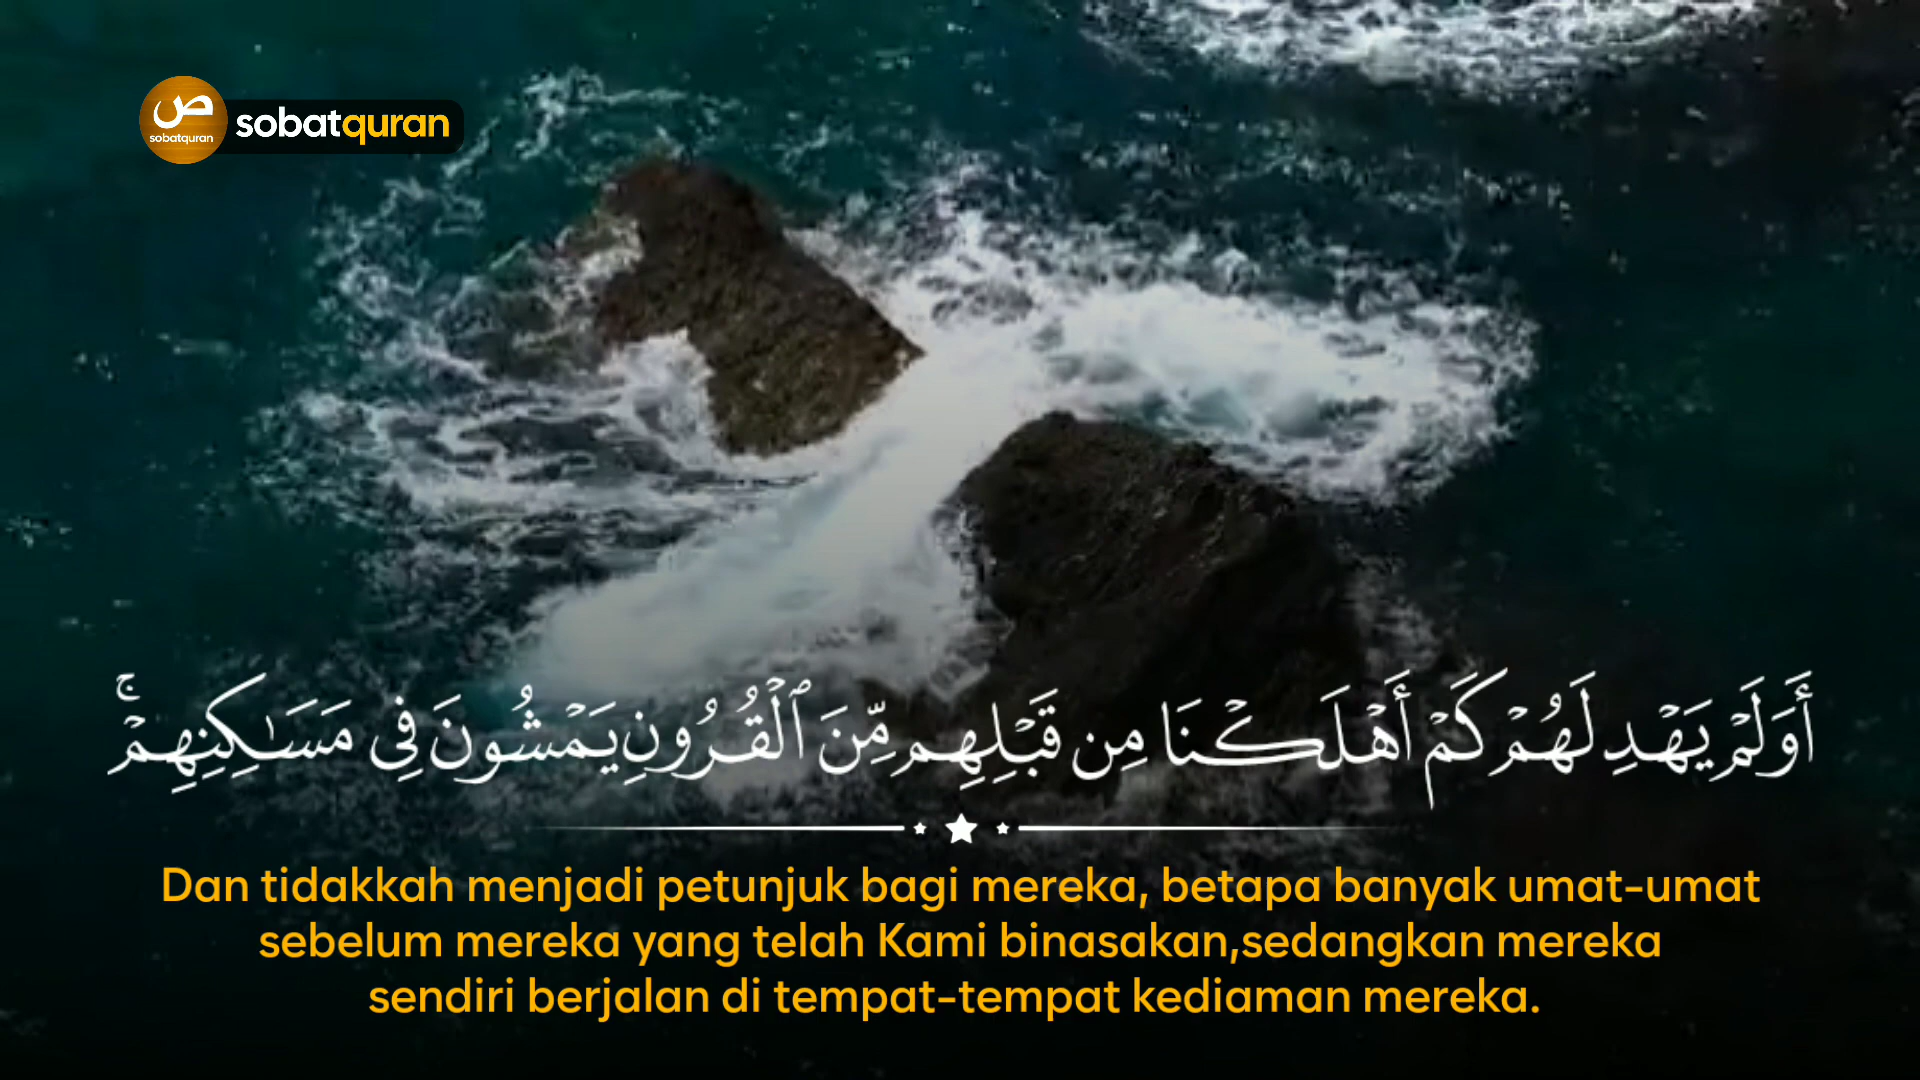 ص
sobatquran
sobatquran
أَوَلَمْ يَهْدِ لَهُمْ كَمْ أَهْلَكْنَا مِن قَبْلِهِم مِّنَ ٱلْقُرُونِ يَمْشُونَ فِى مَسَـٰكِنِهِمْ ۚ
Dan tidakkah menjadi petunjuk bagi mereka, betapa banyak umat-umat
sebelum mereka yang telah Kami binasakan,sedangkan mereka
sendiri berjalan di tempat-tempat kediaman mereka.